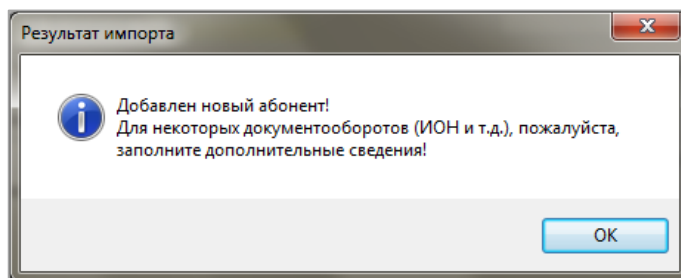 Результат импорта
Добавлен новый абонент!
Для некоторых документооборотов (ИОН и т.д.), пожалуйста,
заполните дополнительные сведения!
OK